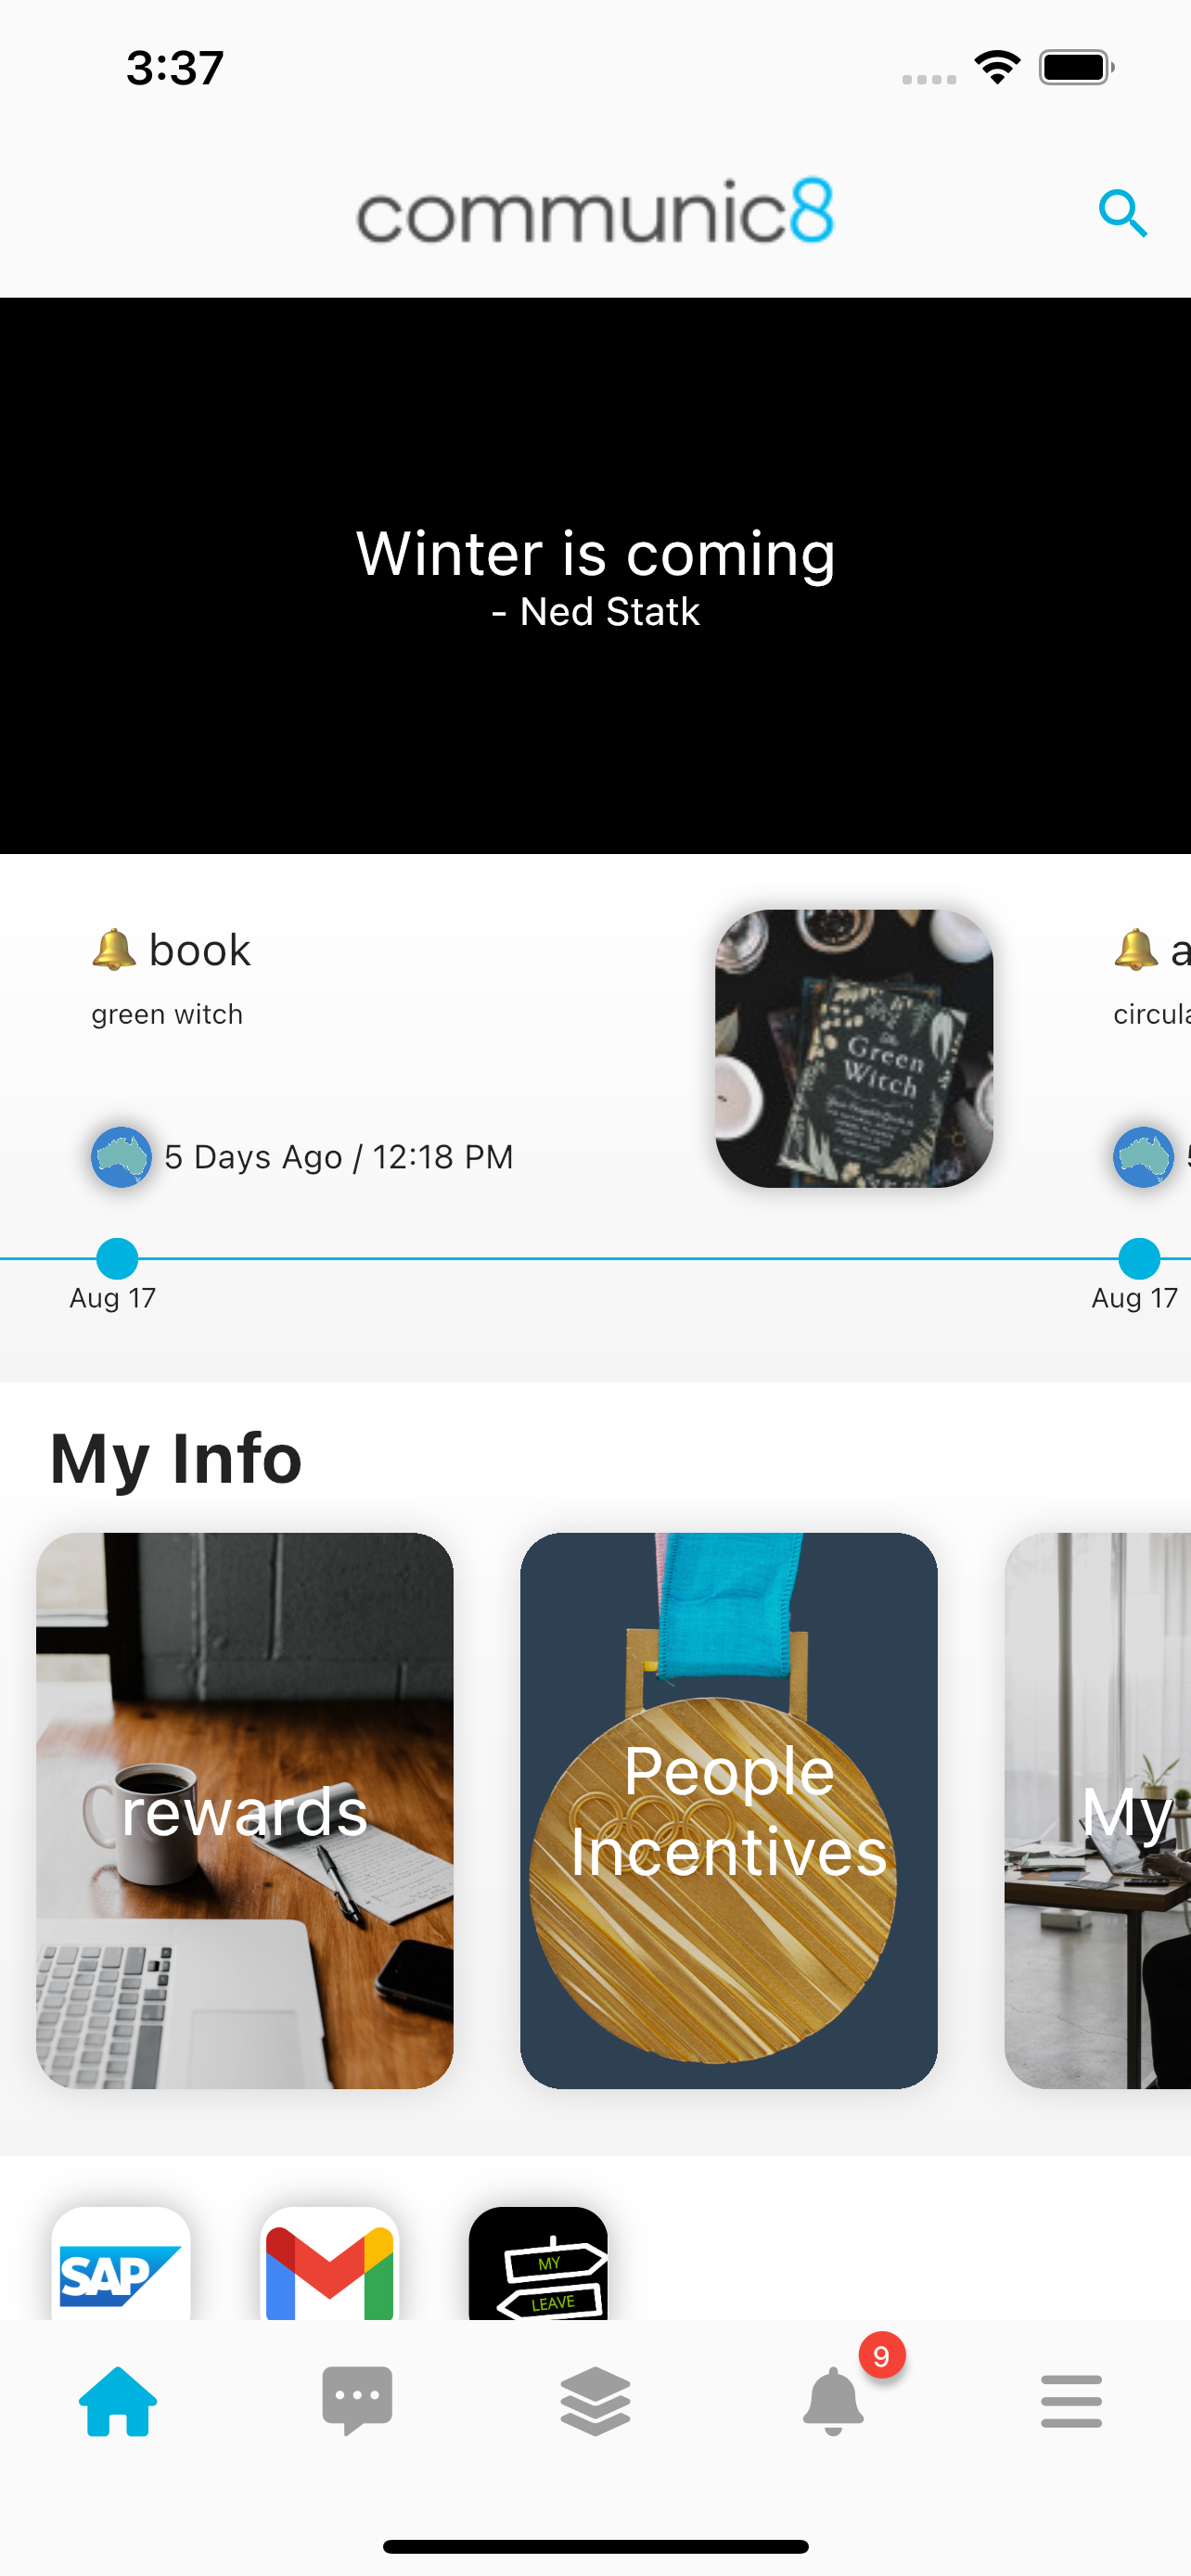 3:37
communic8
Winter is coming
- Ned Statk
🔔 book
green witch
5 Days Ago / 12:18 PM
The
Green
Witch
🔔 a
circula
Aug 17
Aug 17
My Info
rewards
People
Incentives
My
SAP
MY
LEAVE
9